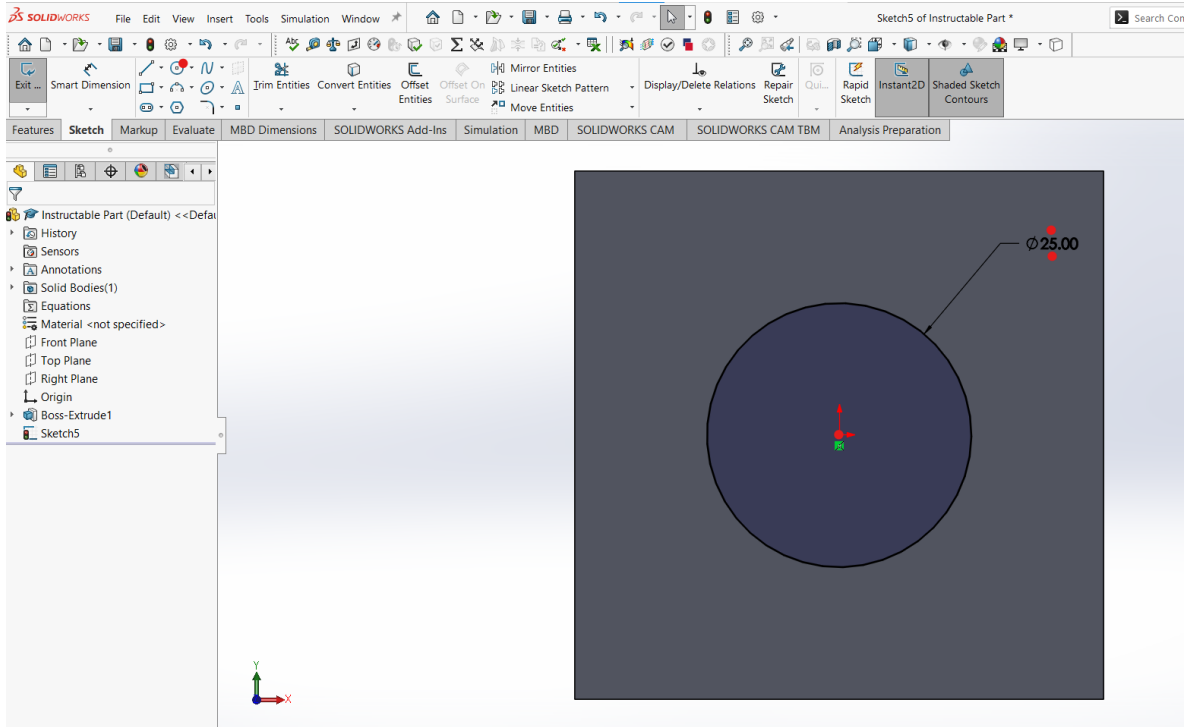 SOLIDWORKS File Edit View Insert Tools Simulation Window Sketch5 of Instructable Part * Search Con
Exit ... Smart Dimension Trim Entities Convert Entities Offset Entities Offset On Surface Mirror Entities Linear Sketch Pattern Move Entities Display/Delete Relations Repair Sketch Qui... Rapid Sketch Instant2D Shaded Sketch Contours
Features Sketch Markup Evaluate MBD Dimensions SOLIDWORKS Add-Ins Simulation MBD SOLIDWORKS CAM SOLIDWORKS CAM TBM Analysis Preparation
Instructable Part (Default) <<Defau
History
Sensors
Annotations
Solid Bodies(1)
Equations
Material <not specified>
Front Plane
Top Plane
Right Plane
Origin
Boss-Extrude1
Sketch5
∅25.00
Y
X